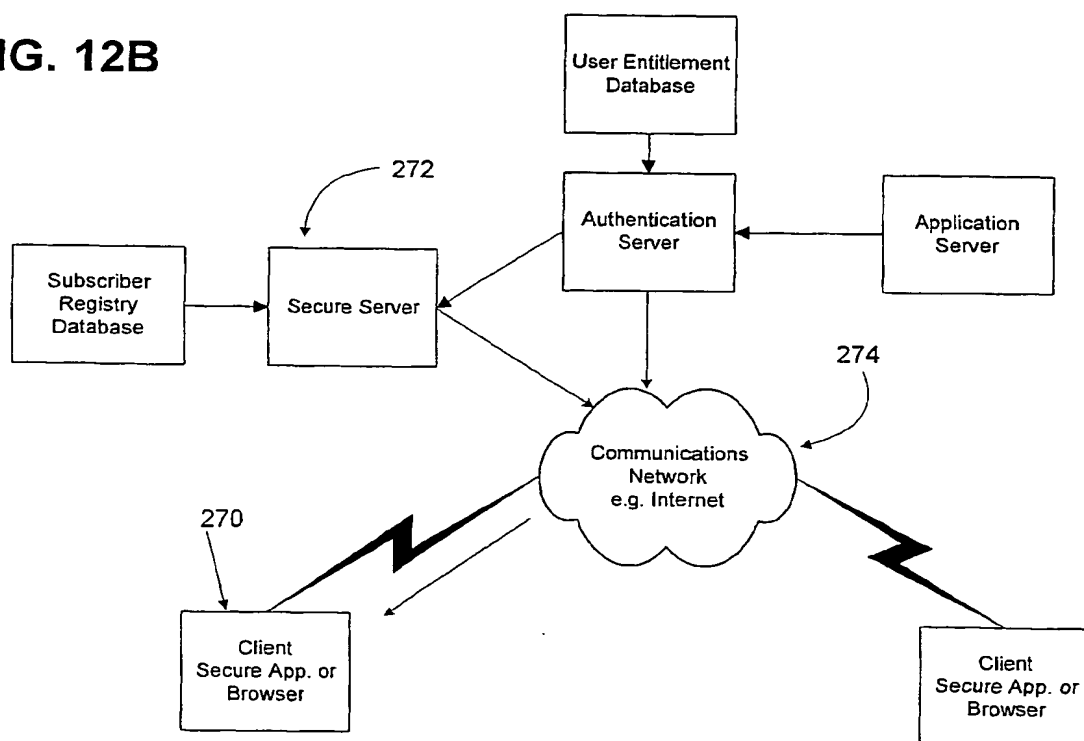 IG. 12B
User Entitlement
Database
272
Authentication
Server
Application
Server
Subscriber
Registry
Database
Secure Server
274
Communications
Network
e.g. Internet
270
Client
Secure App. or
Browser
Client
Secure App. or
Browser